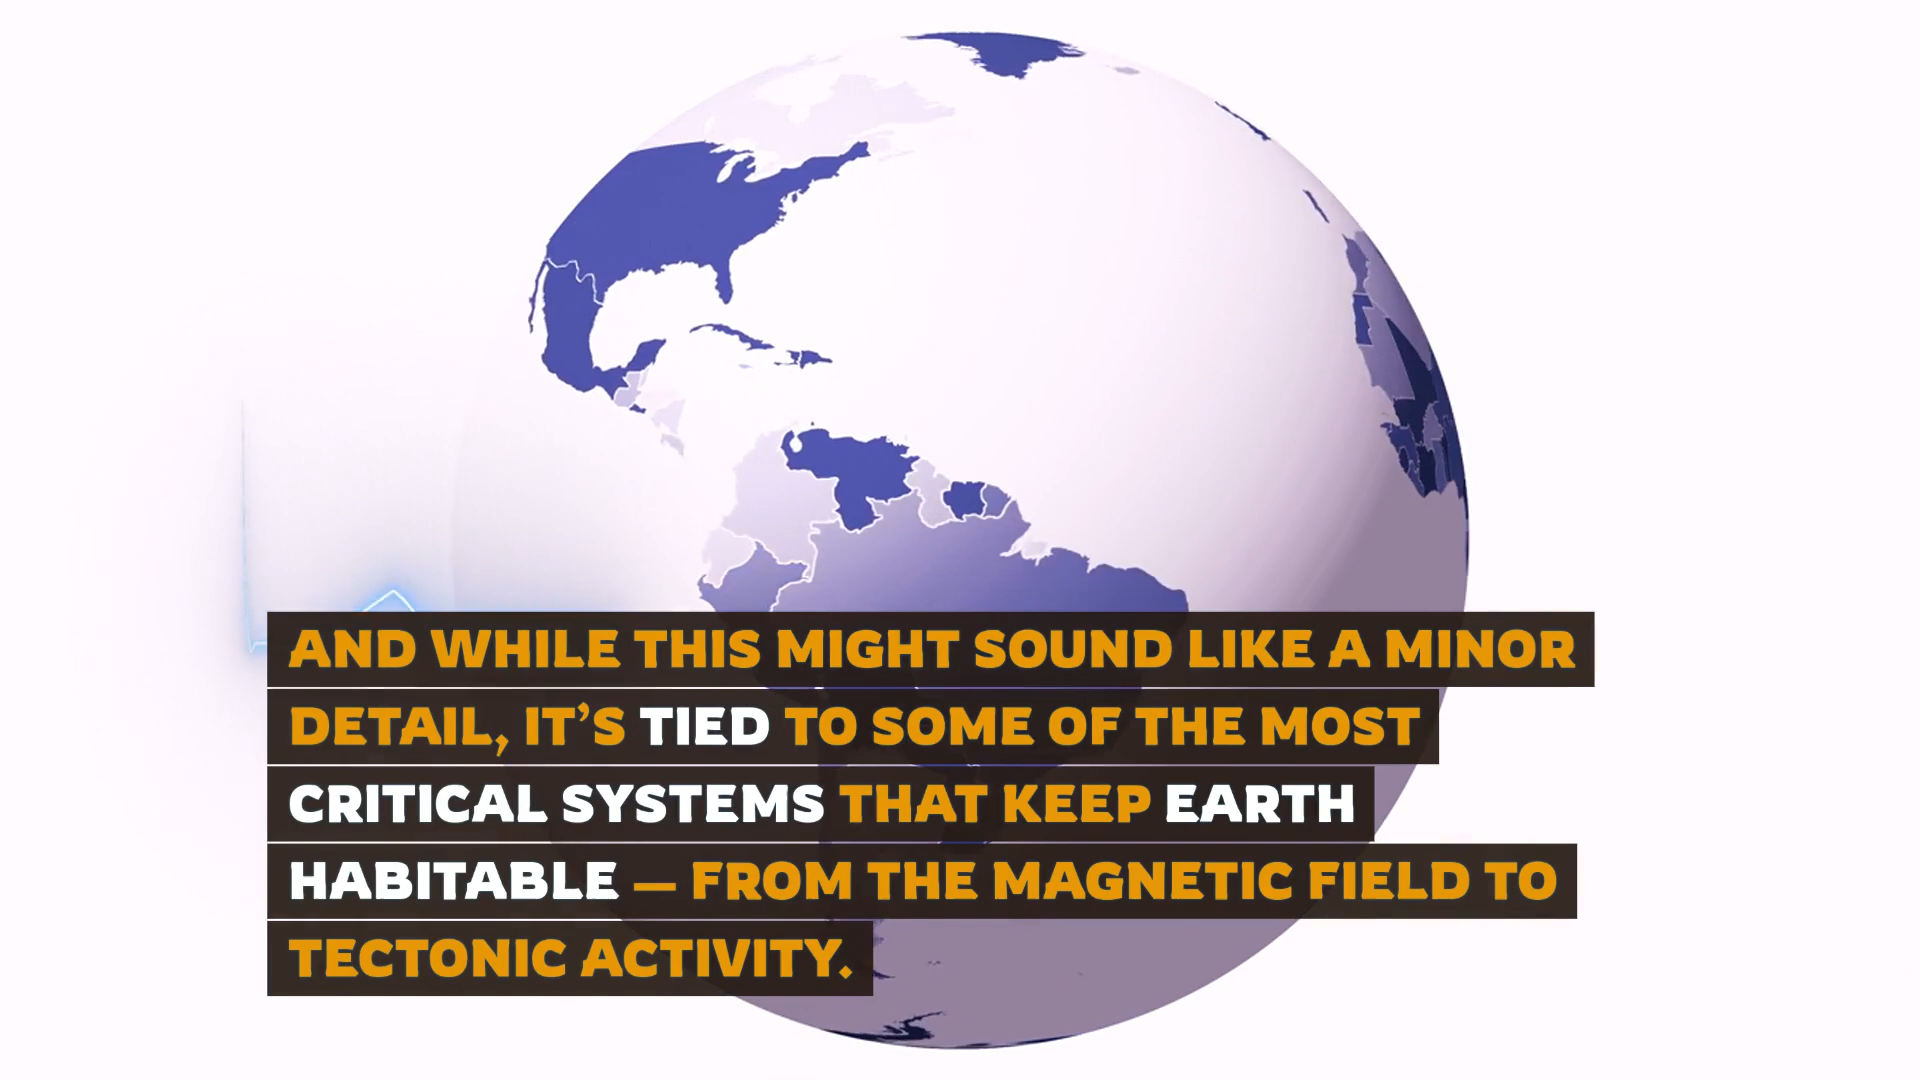 AND WHILE THIS MIGHT SOUND LIKE A MINOR
DETAIL, IT’S TIED TO SOME OF THE MOST
CRITICAL SYSTEMS THAT KEEP EARTH
HABITABLE — FROM THE MAGNETIC FIELD TO
TECTONIC ACTIVITY.